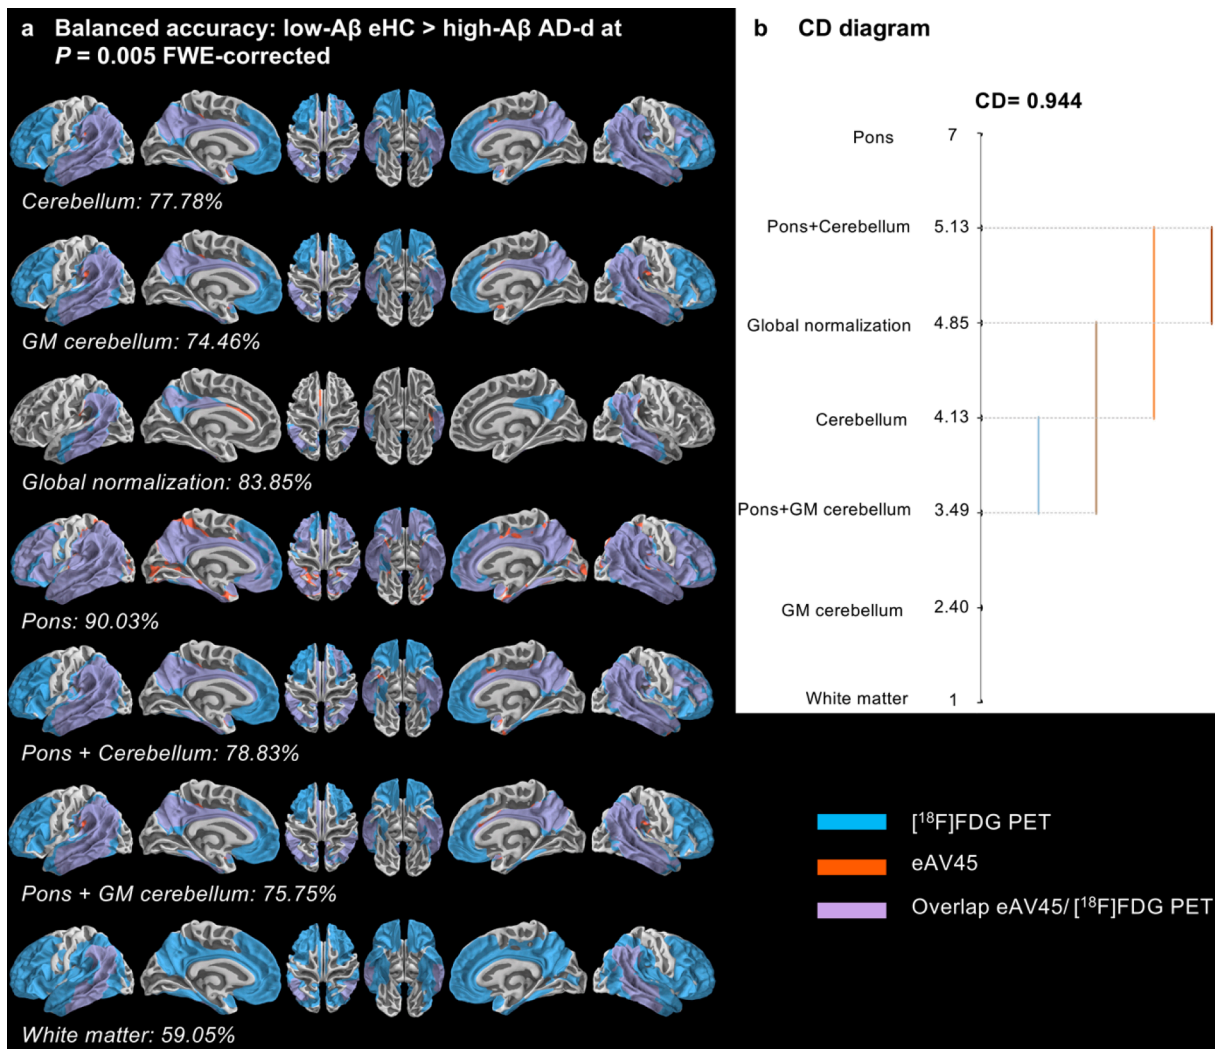 a Balanced accuracy: low-Aβ eHC > high-Aβ AD-d at
P = 0.005 FWE-corrected
Cerebellum: 77.78%
GM cerebellum: 74.46%
Global normalization: 83.85%
Pons: 90.03%
Pons + Cerebellum: 78.83%
Pons + GM cerebellum: 75.75%
White matter: 59.05%
b CD diagram
CD= 0.944
Pons 7
Pons+Cerebellum 5.13
Global normalization 4.85
Cerebellum 4.13
Pons+GM cerebellum 3.49
GM cerebellum 2.40
White matter 1
[¹⁸F]FDG PET
eAV45
Overlap eAV45/ [¹⁸F]FDG PET